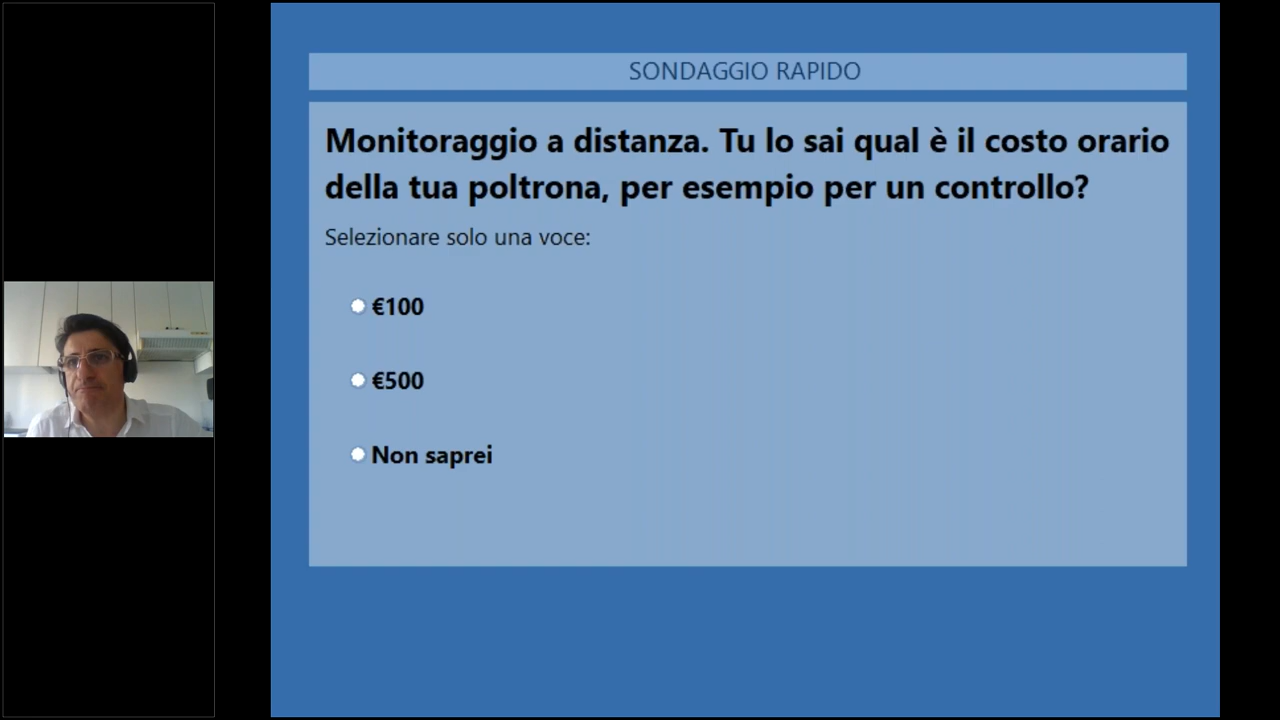 SONDAGGIO RAPIDO
Monitoraggio a distanza. Tu lo sai qual è il costo orario
della tua poltrona, per esempio per un controllo?
Selezionare solo una voce:
€100
€500
Non saprei